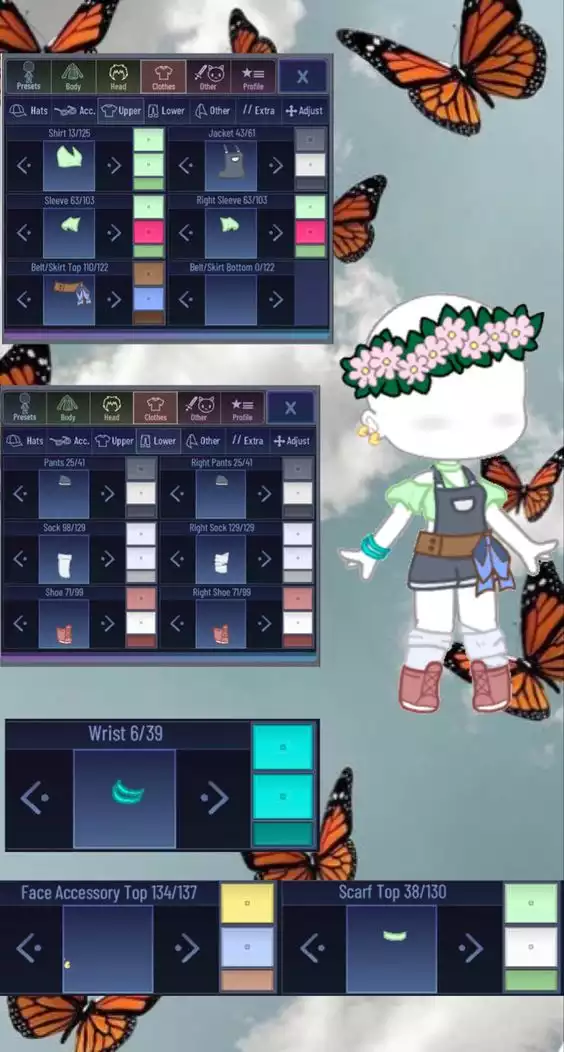 Presets Body Head Clothes Other Profile X
Hats Acc. Upper Lower Other Extra Adjust
Shirt 13/125 Jacket 43/61
Sleeve 63/103 Right Sleeve 63/103
Belt/Skirt Top 110/122 Belt/Skirt Bottom 0/122
Presets Body Head Clothes Other Profile X
Hats Acc. Upper Lower Other Extra Adjust
Pants 25/41 Right Pants 25/41
Sock 98/129 Right Sock 129/129
Shoe 71/99 Right Shoe 71/99
Wrist 6/39
Face Accessory Top 134/137 Scarf Top 38/130